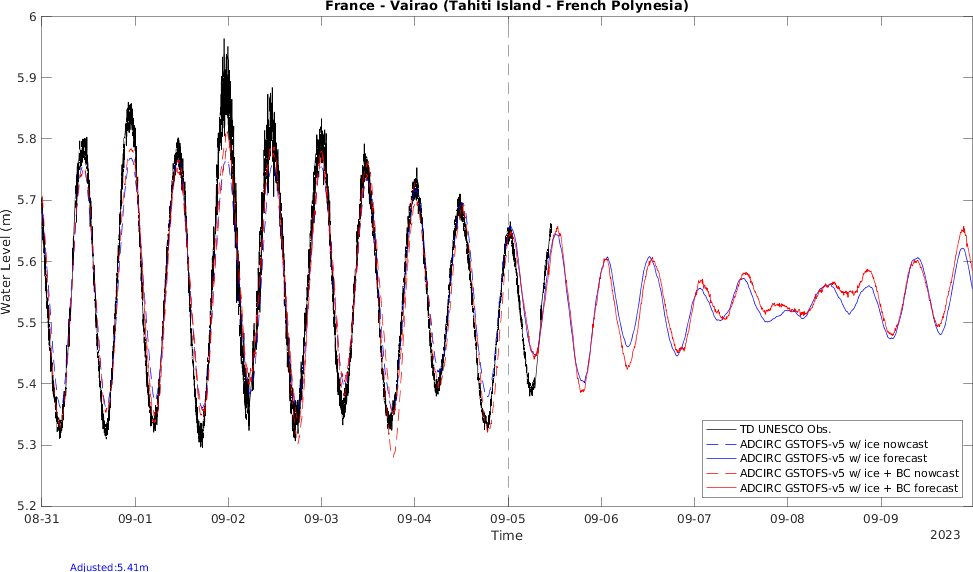 France - Vairao (Tahiti Island - French Polynesia)
6
5.9
5.8
5.7
5.6
5.5
5.4
5.3
5.2
Water Level (m)
08-31 09-01 09-02 09-03 09-04 09-05 09-06 09-07 09-08 09-09
Time
2023
TD UNESCO Obs.
ADCIRC GSTOFS-v5 w/ ice nowcast
ADCIRC GSTOFS-v5 w/ ice forecast
ADCIRC GSTOFS-v5 w/ ice + BC nowcast
ADCIRC GSTOFS-v5 w/ ice + BC forecast
Adjusted:5.41m